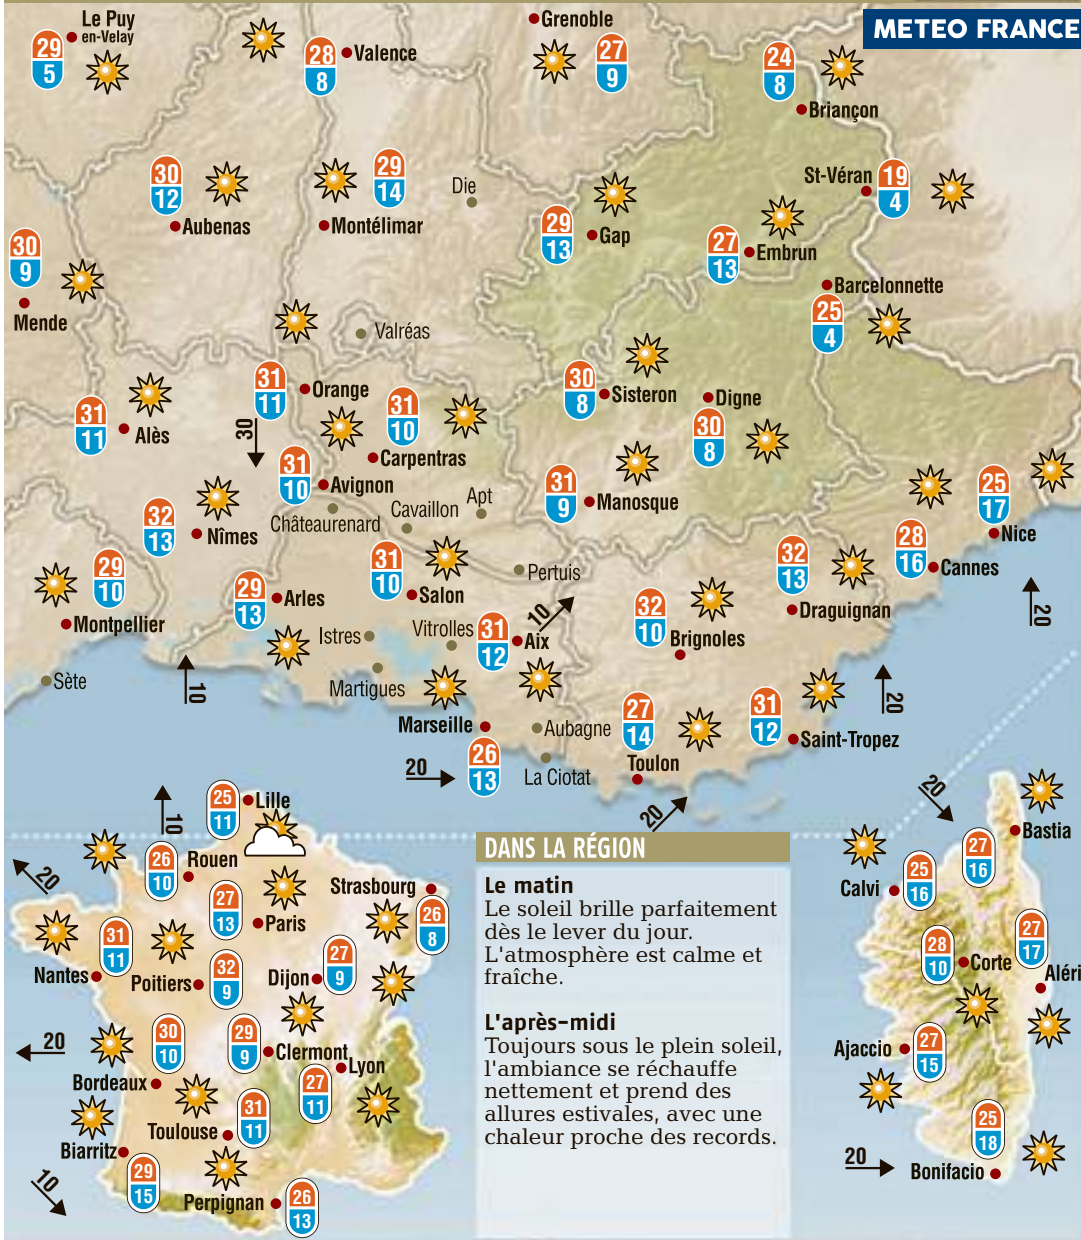 METEO FRANCE
Le Puy
en-Velay
29
5
28
8
Valence
Grenoble
27
9
24
8
Briançon
30
12
Aubenas
29
14
Montélimar
Die
29
13
Gap
St-Véran
19
4
27
13
Embrun
30
9
Mende
Barcelonnette
25
4
Valréas
31
11
Orange
30
8
Sisteron
Digne
30
8
31
11
Alès
30
31
10
Carpentras
31
10
Avignon
Châteaurenard
Cavaillon
Apt
31
9
Manosque
25
17
Nice
32
13
Nîmes
28
16
Cannes
29
10
Montpellier
29
13
Arles
31
10
Salon
Pertuis
32
13
Draguignan
20
Istres
Vitrolles
31
12
Aix
10
32
10
Brignoles
Sète
10
Martigues
20
Marseille
26
13
20
Aubagne
La Ciotat
27
14
Toulon
20
31
12
Saint-Tropez
10
25
11
Lille
26
10
Rouen
20
27
13
Paris
Strasbourg
26
8
Nantes
31
11
Poitiers
32
9
Dijon
27
9
20
30
10
Bordeaux
29
9
Clermont
Lyon
27
11
Toulouse
31
11
Biarritz
29
15
10
Perpignan
26
13
DANS LA RÉGION
Le matin
Le soleil brille parfaitement
dès le lever du jour.
L'atmosphère est calme et
fraîche.
L'après-midi
Toujours sous le plein soleil,
l'ambiance se réchauffe
nettement et prend des
allures estivales, avec une
chaleur proche des records.
20
Bastia
27
16
Calvi
25
16
28
10
Corte
27
17
Aléri
Ajaccio
27
15
25
18
20
Bonifacio